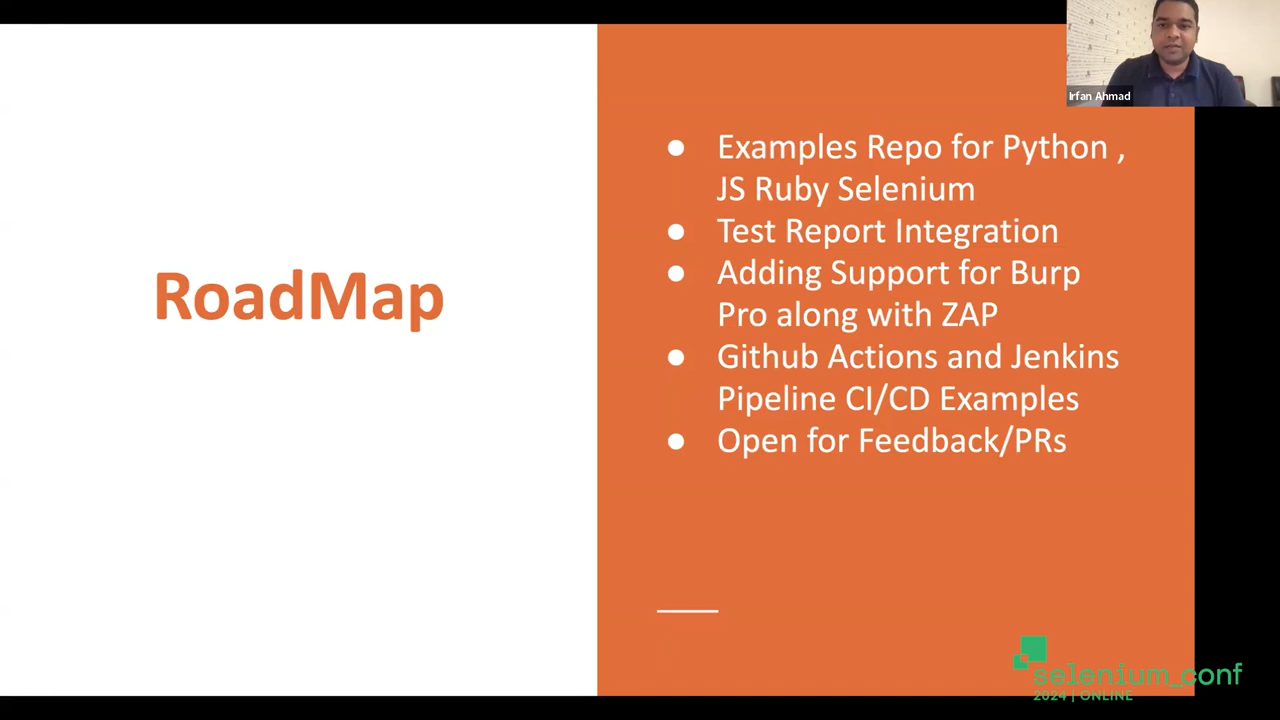 Irfan Ahmad
RoadMap
● Examples Repo for Python ,
JS Ruby Selenium
● Test Report Integration
● Adding Support for Burp
Pro along with ZAP
● Github Actions and Jenkins
Pipeline CI/CD Examples
● Open for Feedback/PRs
selenium_conf
2024 | ONLINE